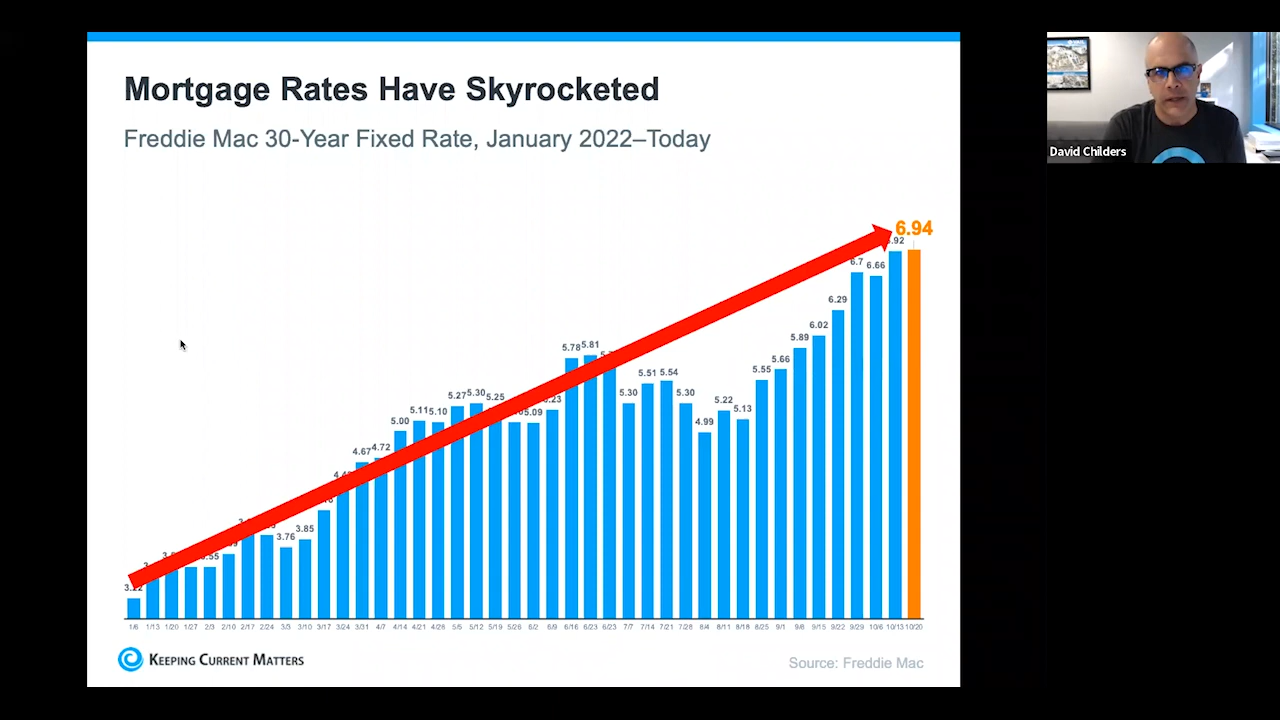 Mortgage Rates Have Skyrocketed
Freddie Mac 30-Year Fixed Rate, January 2022–Today
David Childers
6.94
6.7 6.66
6.29
6.02
5.89
5.78 5.81
5.66
5.51 5.54 5.55
5.27 5.30 5.25 5.30 5.30
5.11 5.10 5.09 5.22 5.13
5.00 4.99
4.67 4.72
3.76 3.85
1/6 1/13 1/20 1/27 2/3 2/10 2/17 2/24 3/3 3/10 3/17 3/24 3/31 4/7 4/14 4/21 4/28 5/5 5/12 5/19 5/26 6/2 6/9 6/16 6/23 6/23 7/7 7/14 7/21 7/28 8/4 8/11 8/18 8/25 9/1 9/8 9/15 9/22 9/29 10/6 10/13 10/20
KEEPING CURRENT MATTERS
Source: Freddie Mac